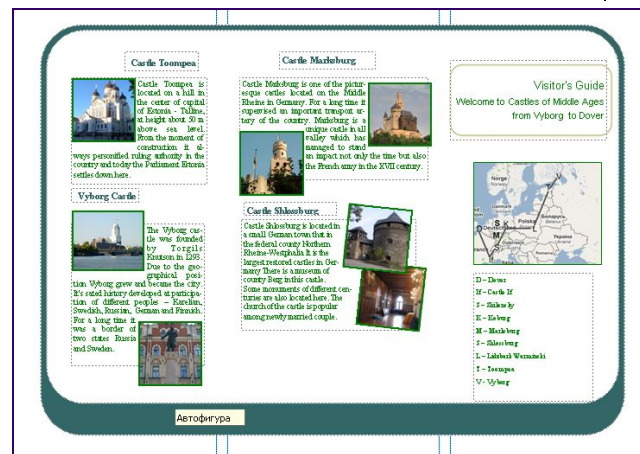 Castle Toompea
Castle Toompea is
located on a hill in
the center of capital
of Estonia - Tallinn,
at height about 50 m
above sea level.
From the moment of
construction it al-
ways personified ruling authority in the
country and today the Parliament Estonia
settles down here.
Vyborg Castle
The Vyborg cas-
tle was founded
by Torgils
Knutson in 1293.
Due to the geo-
graphical posi-
tion Vyborg grew and became the city.
It's sated history developed at participa-
tion of different peoples – Karelian,
Swedish, Russian, German and Finnish.
For a long time it
was a border of
two states Russia
and Sweden.
Castle Marksburg
Castle Marksburg is one of the pictur-
esque castles located on the Middle
Rheine in Germany. For a long time it
supervised an important transport ar-
tery of the country. Marksburg is a
unique castle in all
valley which has
managed to stand
an impact not only the time but also
the French army in the XVII century.
Castle Shlossburg
Castle Shlossburg is located in
a small German town that in
the federal county Northern
Rheine-Westphalia It is the
largest restored castles in Ger-
many There is a museum of
county Berg in this castle.
Some monuments of different cen-
turies are also located here. The
church of the castle is popular
among newly married couple.
Visitor's Guide
Welcome to Castles of Middle Ages
from Vyborg to Dover
Norge
Norway
Danmark
Polska
Poland
Беларусь
Україна
V
T
L
S
K
M
S
D
D – Dover
If – Castle If
K – Koburg
M – Marksburg
S – Shlossburg
L – Lidzbark Warminski
T – Toompea
V - Vyborg
Автофигура